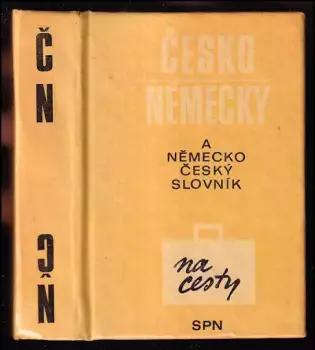 Č N
N Č
ČESKO
NĚMECKÝ
A
NĚMECKO
ČESKÝ
SLOVNÍK
na
cesty
SPN